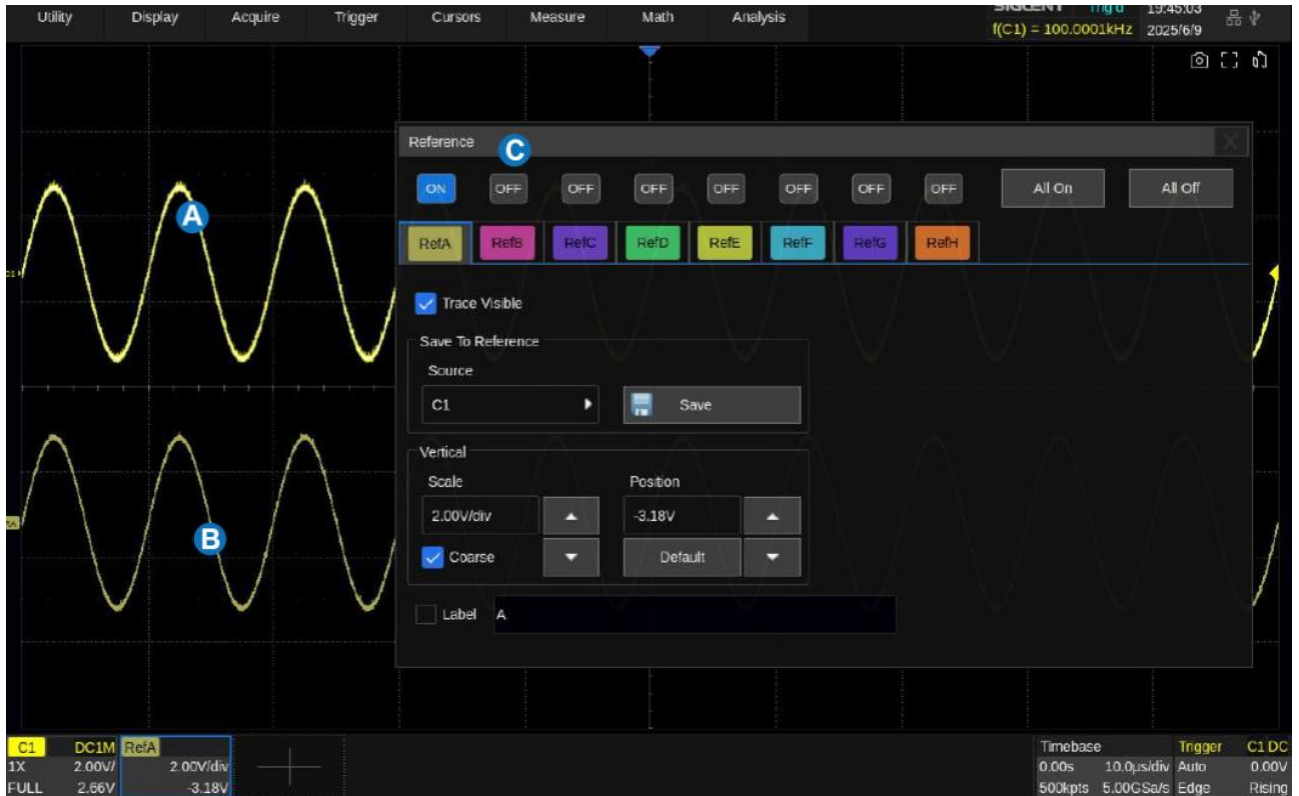 Utility Display Acquire Trigger Cursors Measure Math Analysis
SIGLENT Trig'd 19:45:03
f(C1) = 100.0001kHz 2025/6/9
Reference
C
ON OFF OFF OFF OFF OFF OFF OFF All On All Off
A
RefA RefB RefC RefD RefE RefF RefG RefH
C1
Trace Visible
Save To Reference
Source
C1 Save
Vertical
Scale Position
2.00V/div -3.18V
B
Coarse Default
Label A
C1 DC1M RefA
1X 2.00V/ 2.00V/div
FULL 2.66V -3.18V
Timebase Trigger C1 DC
0.00s 10.0µs/div Auto 0.00V
500kpts 5.00GSa/s Edge Rising